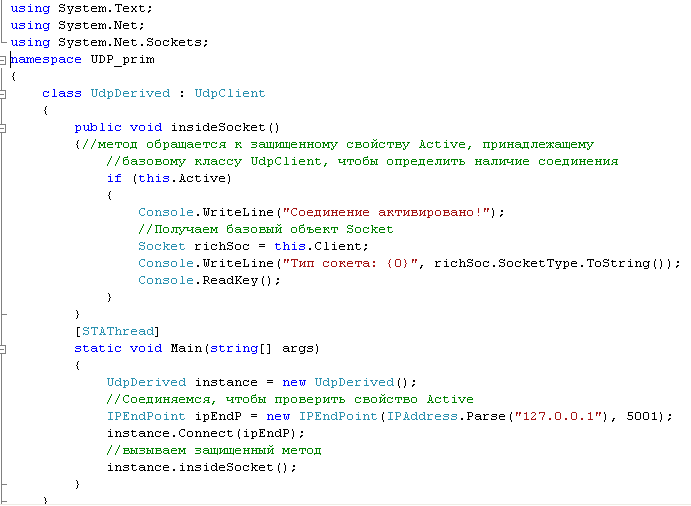 using System.Text;
using System.Net;
using System.Net.Sockets;
namespace UDP_prim
{
    class UdpDerived : UdpClient
    {
        public void insideSocket()
        {//метод обращается к защищенному свойству Active, принадлежащему
            //базовому классу UdpClient, чтобы определить наличие соединения
            if (this.Active)
            {
                Console.WriteLine("Соединение активировано!");
                //Получаем базовый объект Socket
                Socket richSoc = this.Client;
                Console.WriteLine("Тип сокета: {0}", richSoc.SocketType.ToString());
                Console.ReadKey();
            }
        }
        [STAThread]
        static void Main(string[] args)
        {
            UdpDerived instance = new UdpDerived();
            //Соединяемся, чтобы проверить свойство Active
            IPEndPoint ipEndP = new IPEndPoint(IPAddress.Parse("127.0.0.1"), 5001);
            instance.Connect(ipEndP);
            //вызываем защищенный метод
            instance.insideSocket();
        }
    }